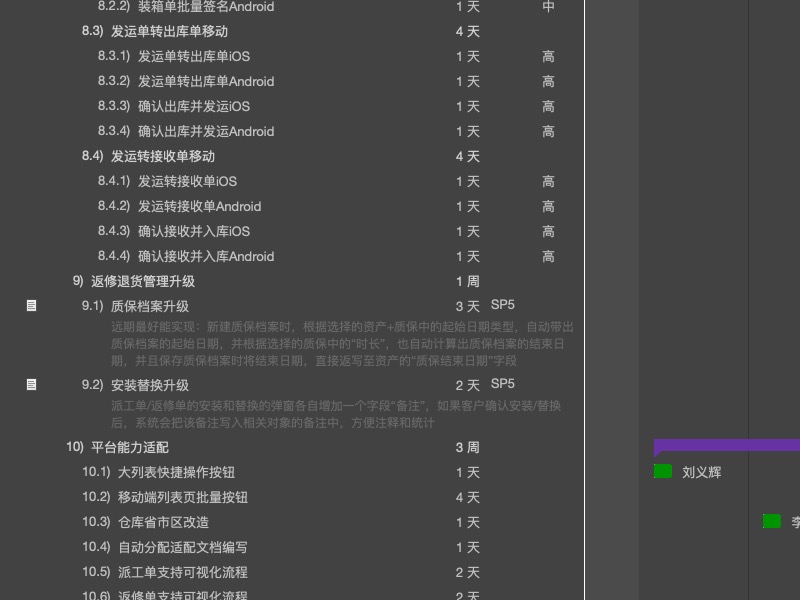 8.2.2) 装箱单批量签名Android 1 天 中
8.3) 发运单转出库单移动 4 天
8.3.1) 发运单转出库单iOS 1 天 高
8.3.2) 发运单转出库单Android 1 天 高
8.3.3) 确认出库并发运iOS 1 天 高
8.3.4) 确认出库并发运Android 1 天 高
8.4) 发运转接收单移动 4 天
8.4.1) 发运转接收单iOS 1 天 高
8.4.2) 发运转接收单Android 1 天 高
8.4.3) 确认接收并入库iOS 1 天 高
8.4.4) 确认接收并入库Android 1 天 高
9) 返修退货管理升级 1 周
9.1) 质保档案升级 3 天 SP5
远期最好能实现：新建质保档案时，根据选择的资产+质保中的起始日期类型，自动带出
质保档案的起始日期，并根据选择的质保中的“时长”，也自动计算出质保档案的结束日
期，并且保存质保档案时将结束日期，直接返写至资产的“质保结束日期”字段
9.2) 安装替换升级 2 天 SP5
派工单/返修单的安装和替换的弹窗各自增加一个字段“备注”，如果客户确认安装/替换
后，系统会把该备注写入相关对象的备注中，方便注释和统计
10) 平台能力适配 3 周
10.1) 大列表快捷操作按钮 1 天 刘义辉
10.2) 移动端列表页批量按钮 4 天
10.3) 仓库省市区改造 1 天 李
10.4) 自动分配适配文档编写 1 天
10.5) 派工单支持可视化流程 2 天
10.6) 返修单支持可视化流程 2 天